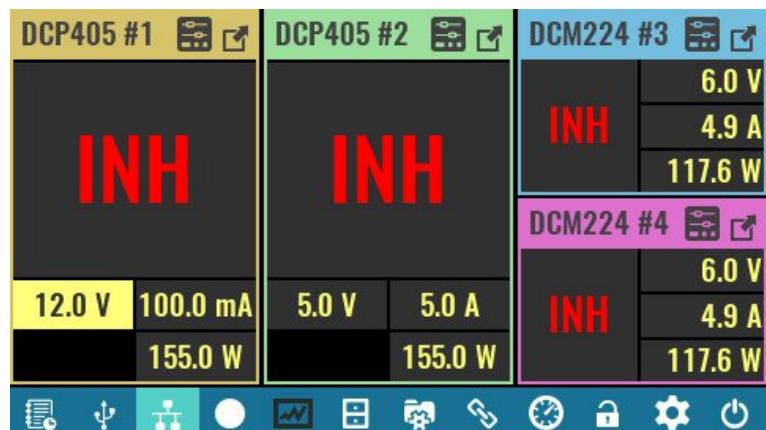 DCP405 #1
INH
12.0 V 100.0 mA
155.0 W
DCP405 #2
INH
5.0 V 5.0 A
155.0 W
DCM224 #3
INH
6.0 V
4.9 A
117.6 W
DCM224 #4
INH
6.0 V
4.9 A
117.6 W